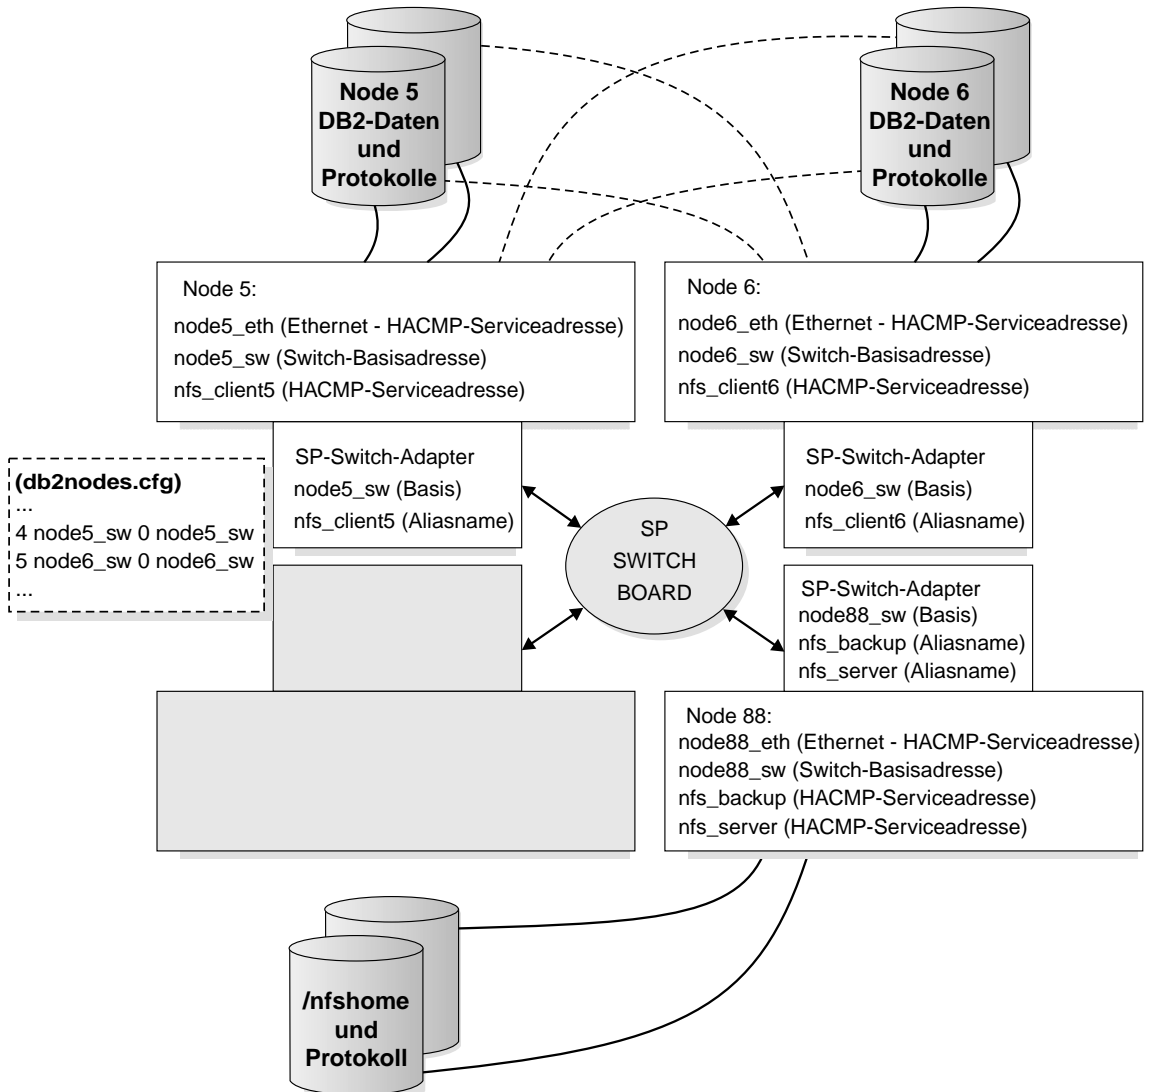 Node 5
DB2-Daten
und
Protokolle
Node 6
DB2-Daten
und
Protokolle
Node 5:
node5_eth (Ethernet - HACMP-Serviceadresse)
node5_sw (Switch-Basisadresse)
nfs_client5 (HACMP-Serviceadresse)
Node 6:
node6_eth (Ethernet - HACMP-Serviceadresse)
node6_sw (Switch-Basisadresse)
nfs_client6 (HACMP-Serviceadresse)
(db2nodes.cfg)
...
4 node5_sw 0 node5_sw
5 node6_sw 0 node6_sw
...
SP-Switch-Adapter
node5_sw (Basis)
nfs_client5 (Aliasname)
SP
SWITCH
BOARD
SP-Switch-Adapter
node6_sw (Basis)
nfs_client6 (Aliasname)
SP-Switch-Adapter
node88_sw (Basis)
nfs_backup (Aliasname)
nfs_server (Aliasname)
Node 88:
node88_eth (Ethernet - HACMP-Serviceadresse)
node88_sw (Switch-Basisadresse)
nfs_backup (HACMP-Serviceadresse)
nfs_server (HACMP-Serviceadresse)
/nfshome
und
Protokoll